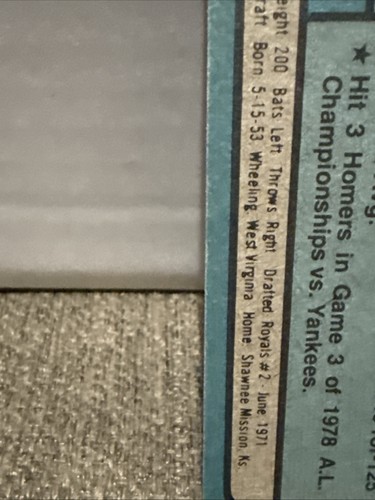 ★ Hit 3 Homers in Game 3 of 1978 A.L.
Championships vs. Yankees.
eight 200 Bats Left Throws Right Drafted Royals #2-June, 1971
raft Born 5-15-53 Wheeling, West Virginia Home: Shawnee Mission, Ks.